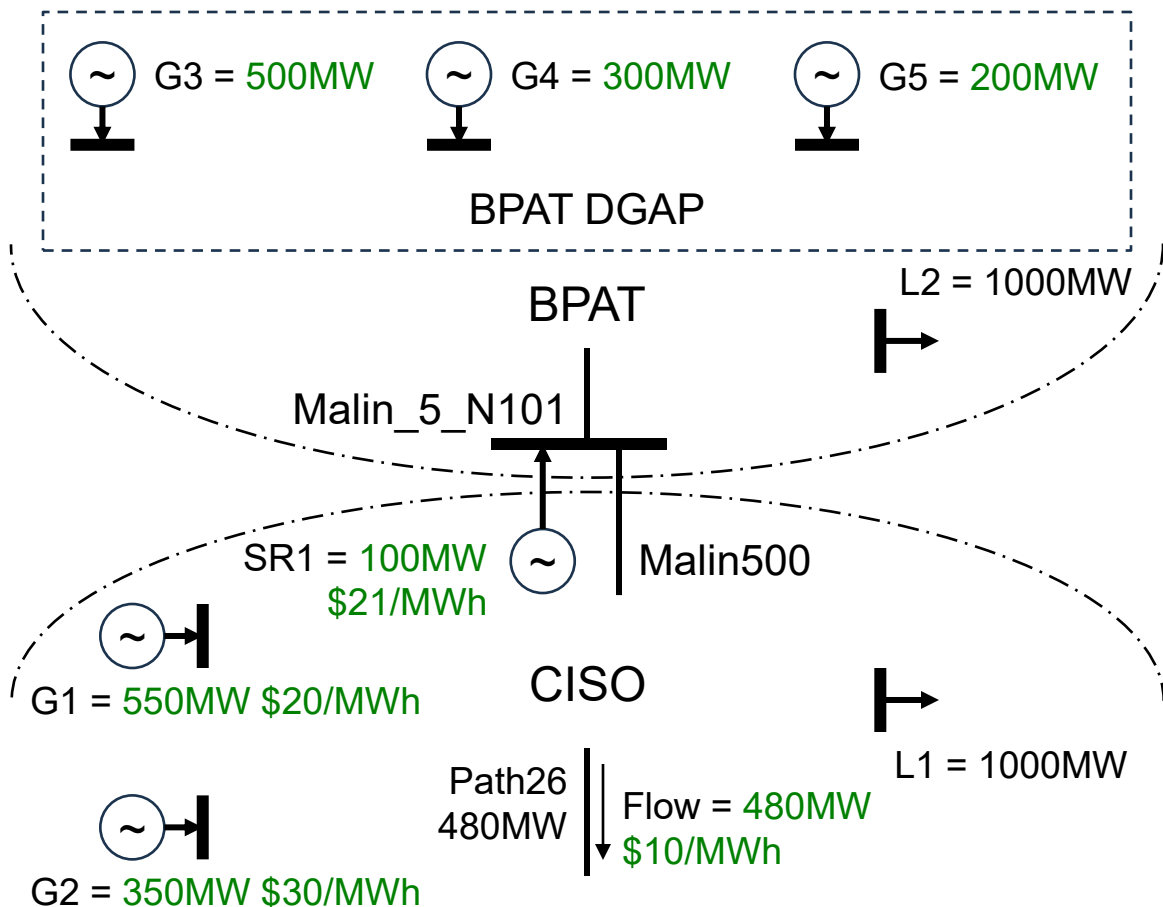 ~ G3 = 500MW ~ G4 = 300MW ~ G5 = 200MW
BPAT DGAP
L2 = 1000MW
BPAT
Malin_5_N101
SR1 = 100MW ~ Malin500
$21/MWh
~
G1 = 550MW $20/MWh
CISO
L1 = 1000MW
Path26
480MW
Flow = 480MW
$10/MWh
~
G2 = 350MW $30/MWh